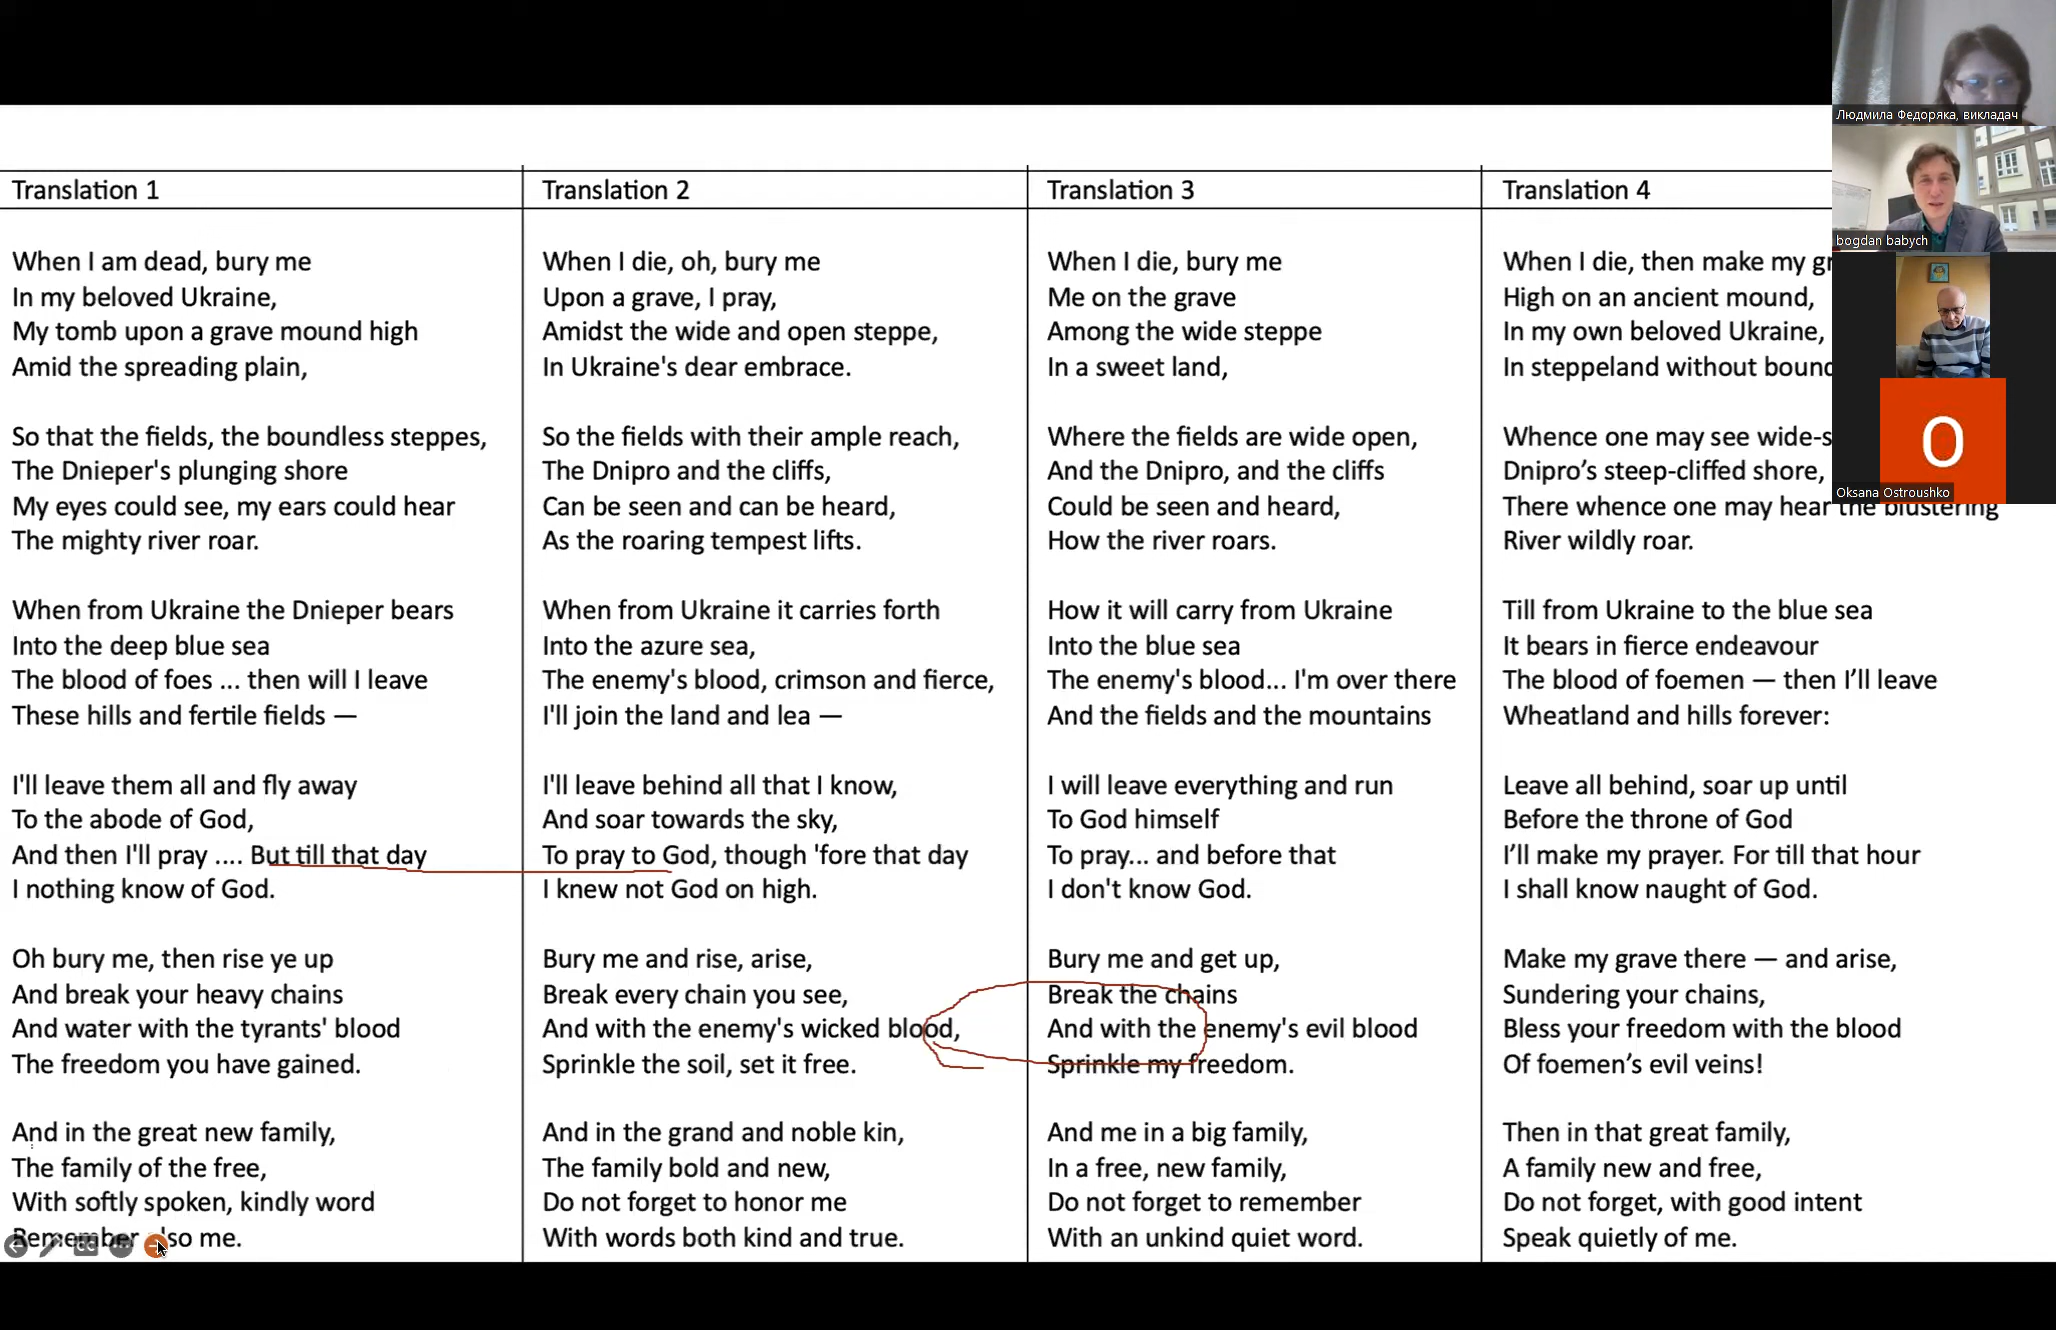 Translation 1
When I am dead, bury me
In my beloved Ukraine,
My tomb upon a grave mound high
Amid the spreading plain,
So that the fields, the boundless steppes,
The Dnieper's plunging shore
My eyes could see, my ears could hear
The mighty river roar.
When from Ukraine the Dnieper bears
Into the deep blue sea
The blood of foes ... then will I leave
These hills and fertile fields —
I'll leave them all and fly away
To the abode of God,
And then I'll pray .... But till that day
I nothing know of God.
Oh bury me, then rise ye up
And break your heavy chains
And water with the tyrants' blood
The freedom you have gained.
And in the great new family,
The family of the free,
With softly spoken, kindly word
Remember also me.
Translation 2
When I die, oh, bury me
Upon a grave, I pray,
Amidst the wide and open steppe,
In Ukraine's dear embrace.
So the fields with their ample reach,
The Dnipro and the cliffs,
Can be seen and can be heard,
As the roaring tempest lifts.
When from Ukraine it carries forth
Into the azure sea,
The enemy's blood, crimson and fierce,
I'll join the land and lea —
I'll leave behind all that I know,
And soar towards the sky,
To pray to God, though 'fore that day
I knew not God on high.
Bury me and rise, arise,
Break every chain you see,
And with the enemy's wicked blood,
Sprinkle the soil, set it free.
And in the grand and noble kin,
The family bold and new,
Do not forget to honor me
With words both kind and true.
Translation 3
When I die, bury me
Me on the grave
Among the wide steppe
In a sweet land,
Where the fields are wide open,
And the Dnipro, and the cliffs
Could be seen and heard,
How the river roars.
How it will carry from Ukraine
Into the blue sea
The enemy's blood... I'm over there
And the fields and the mountains
I will leave everything and run
To God himself
To pray... and before that
I don't know God.
Bury me and get up,
Break the chains
And with the enemy's evil blood
Sprinkle my freedom.
And me in a big family,
In a free, new family,
Do not forget to remember
With an unkind quiet word.
Translation 4
When I die, then make my gr
High on an ancient mound,
In my own beloved Ukraine,
In steppeland without bound
Whence one may see wide-s
Dnipro’s steep-cliffed shore,
There whence one may hear the blustering
River wildly roar.
Till from Ukraine to the blue sea
It bears in fierce endeavour
The blood of foemen — then I’ll leave
Wheatland and hills forever:
Leave all behind, soar up until
Before the throne of God
I’ll make my prayer. For till that hour
I shall know naught of God.
Make my grave there — and arise,
Sundering your chains,
Bless your freedom with the blood
Of foemen’s evil veins!
Then in that great family,
A family new and free,
Do not forget, with good intent
Speak quietly of me.
Людмила Федоряка, викладач
bogdan babych
O
Oksana Ostroushko
CC